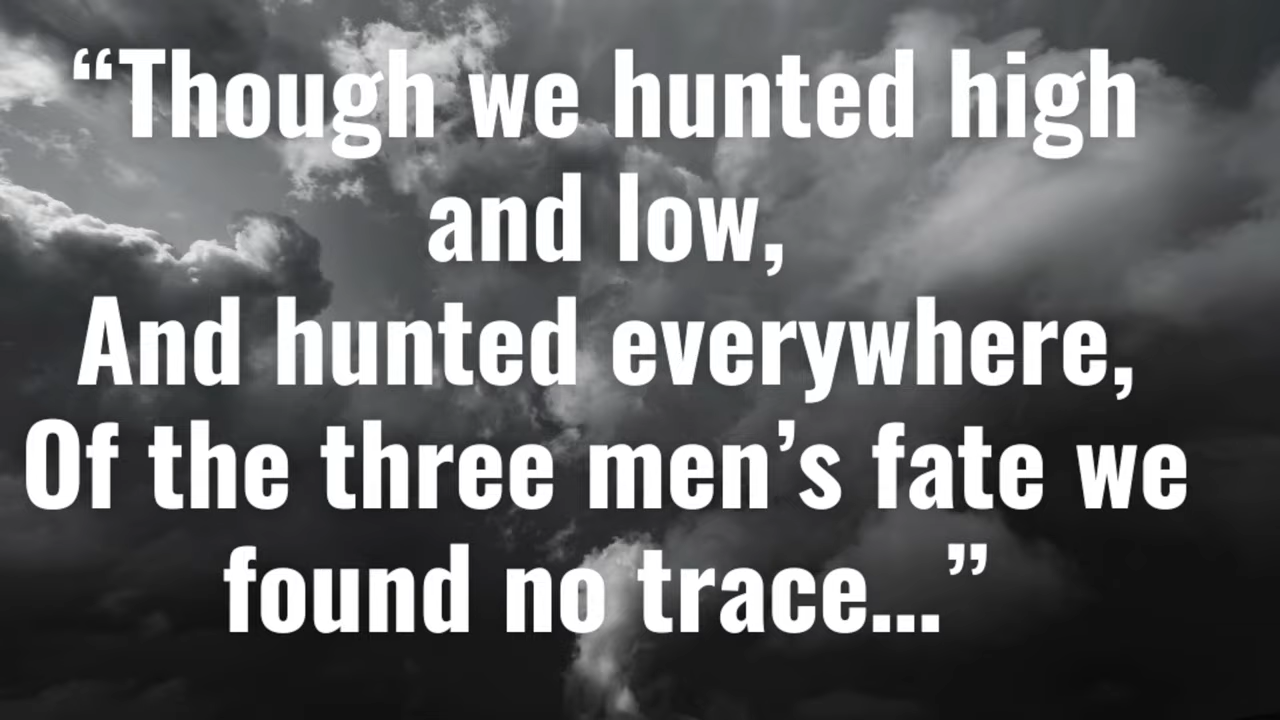 “Though we hunted high
and low,
And hunted everywhere,
Of the three men’s fate we
found no trace...”